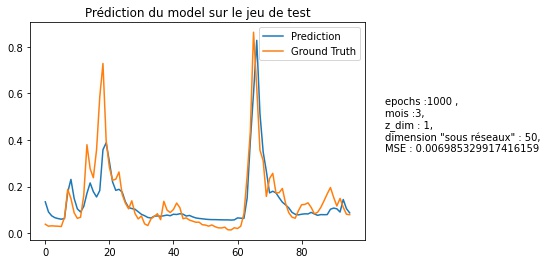 Prédiction du model sur le jeu de test
Prediction
Ground Truth
0.8
0.6
0.4
0.2
0.0
0 20 40 60 80
epochs :1000 ,
mois :3,
z_dim : 1,
dimension "sous réseaux" : 50,
MSE : 0.006985329917416159